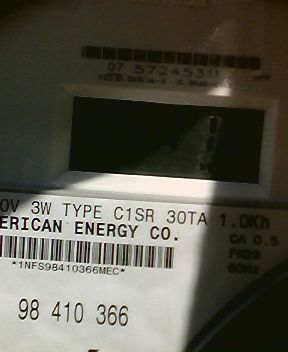 07 57245311
0V 3W TYPE C1SR 30TA 1.0Kh
ERICAN ENERGY CO. CA 0.5
*1NFS98410366MEC*
60Hz
98 410 366